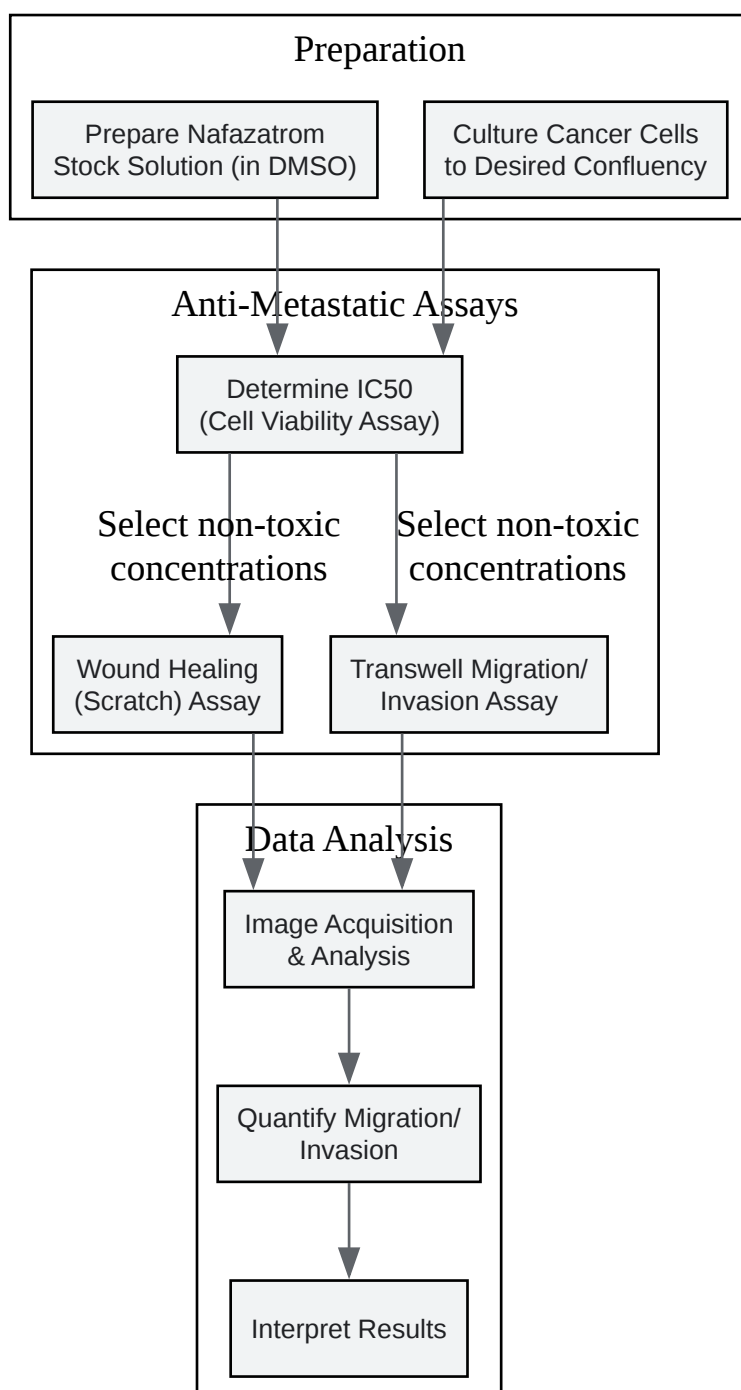 Preparation
Prepare Nafazatrom
Stock Solution (in DMSO)
Culture Cancer Cells
to Desired Confluency
Anti-Metastatic Assays
Determine IC50
(Cell Viability Assay)
Select non-toxic
concentrations
Select non-toxic
concentrations
Wound Healing
(Scratch) Assay
Transwell Migration/
Invasion Assay
Data Analysis
Image Acquisition
& Analysis
Quantify Migration/
Invasion
Interpret Results